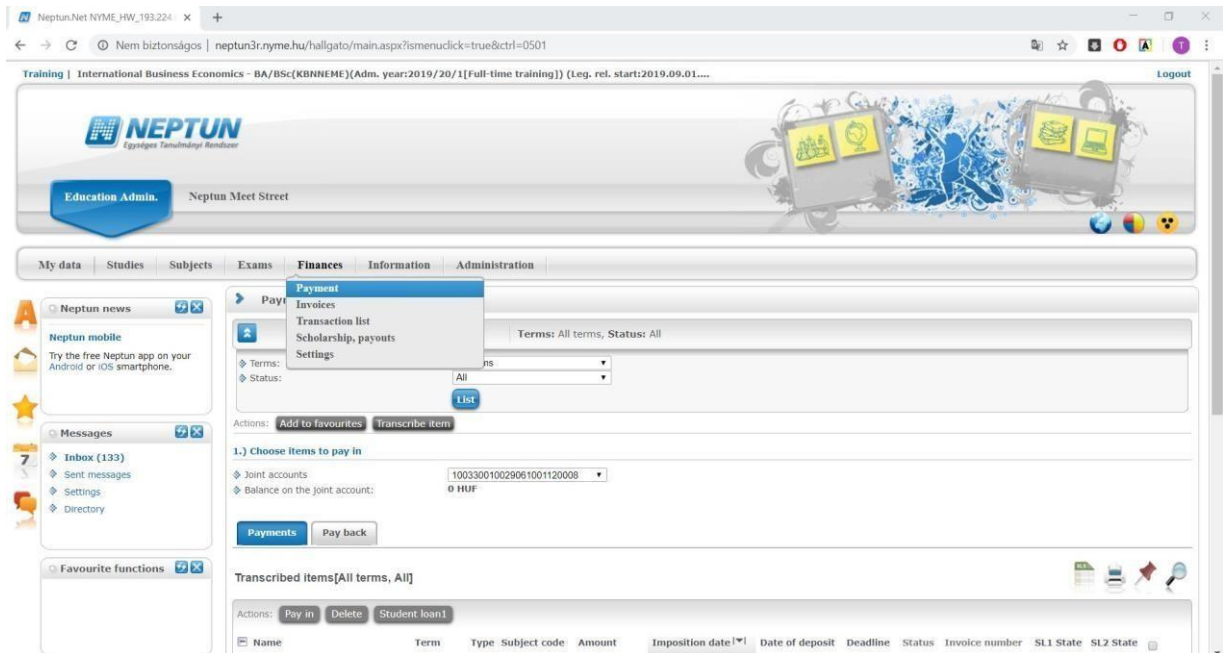 Neptun.Net NYME_HW_193.224
Nem biztonságos | neptun3r.nyme.hu/hallgato/main.aspx?ismenuclick=true&ctrl=0501
T
Training | International Business Economics - BA/BSc(KBNNEME)(Adm. year:2019/20/1[Full-time training]) (Leg. rel. start:2019.09.01....
Logout
NEPTUN
Egységes Tanulmányi Rendszer
Education Admin. Neptun Meet Street
My data Studies Subjects Exams Finances Information Administration
Payment
Invoices
Transaction list
Scholarship, payouts
Settings
Neptun news
Neptun mobile
Try the free Neptun app on your
Android or iOS smartphone.
Messages
7
Inbox (133)
Sent messages
Settings
Directory
Favourite functions
Terms: All terms, Status: All
Terms:
Status: All
List
Actions: Add to favourites Transcribe item
1.) Choose items to pay in
Joint accounts 100330010029061001120008
Balance on the joint account: 0 HUF
Payments Pay back
Transcribed items[All terms, All]
Actions: Pay in Delete Student loan1
Name Term Type Subject code Amount Imposition date Date of deposit Deadline Status Invoice number SL1 State SL2 State